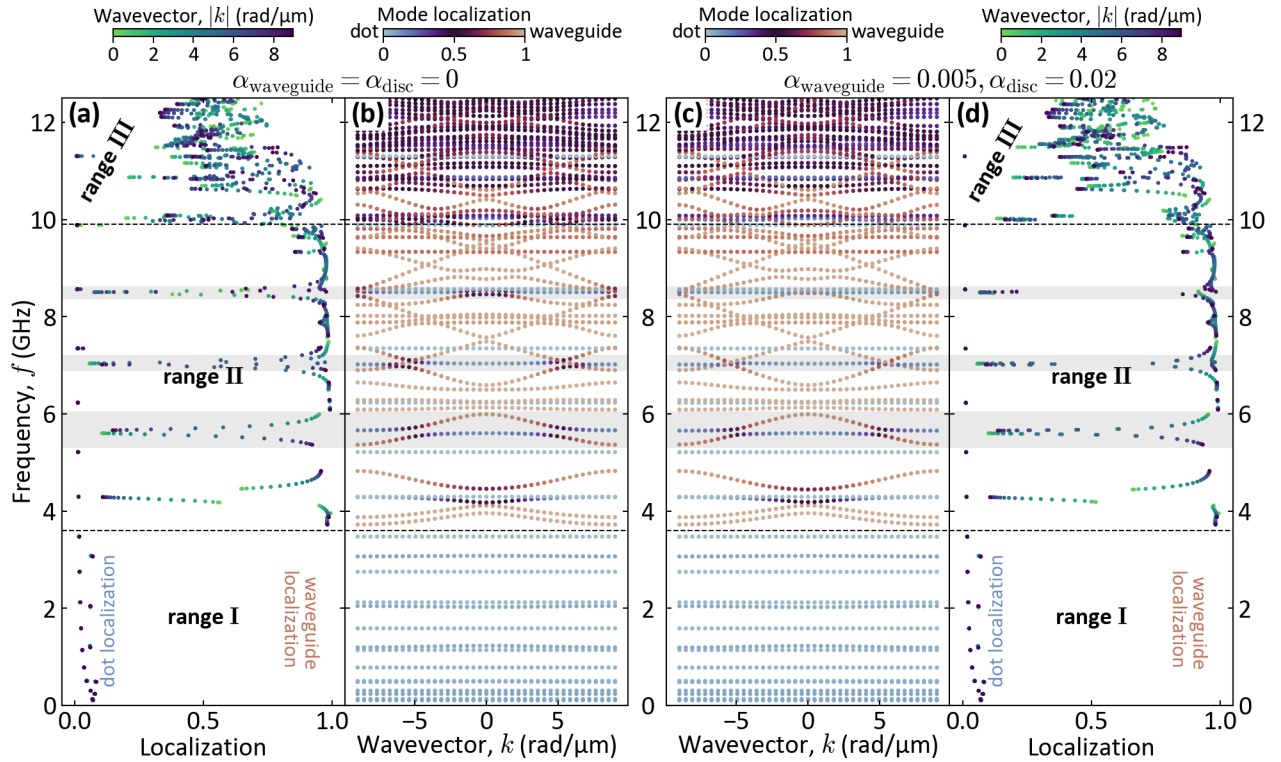 Wavevector, |k| (rad/μm)
0 2 4 6 8
Mode localization
dot waveguide
0 0.5 1
Mode localization
dot waveguide
0 0.5 1
Wavevector, |k| (rad/μm)
0 2 4 6 8
α_waveguide = α_disc = 0
α_waveguide = 0.005, α_disc = 0.02
(a)
(b)
(c)
(d)
range III
range III
range II
range II
range I
range I
dot localization
waveguide
localization
dot localization
waveguide
localization
Frequency, f (GHz)
12
10
8
6
4
2
0
12
10
8
6
4
2
0
0.0 0.5 1.0
−5 0 5
−5 0 5
0.0 0.5 1.0
Localization
Wavevector, k (rad/μm)
Wavevector, k (rad/μm)
Localization